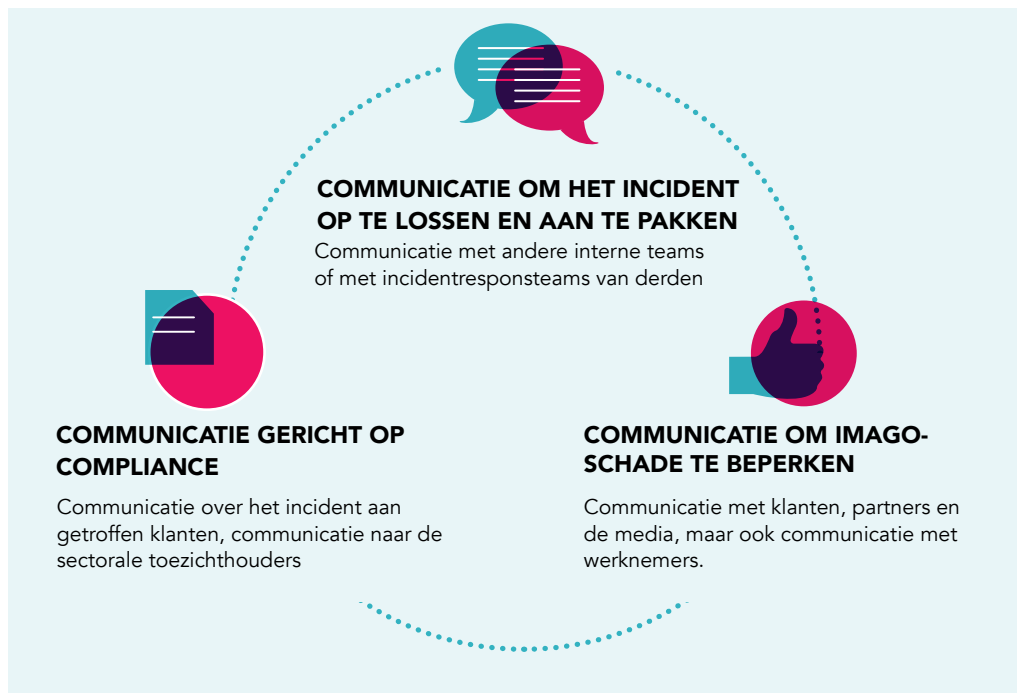 COMMUNICATIE OM HET INCIDENT
OP TE LOSSEN EN AAN TE PAKKEN
Communicatie met andere interne teams
of met incidentresponsteams van derden
COMMUNICATIE GERICHT OP
COMPLIANCE
Communicatie over het incident aan
getroffen klanten, communicatie naar de
sectorale toezichthouders
COMMUNICATIE OM IMAGO-
SCHADE TE BEPERKEN
Communicatie met klanten, partners en
de media, maar ook communicatie met
werknemers.